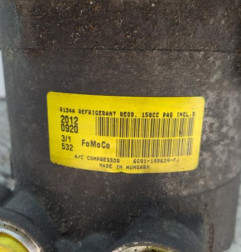 R134A REFRIGERANT REQD. 150CC PAG INCL.
2012
0920
3/1
532 FoMoCo
A/C COMPRESSOR
MADE IN HUNGARY